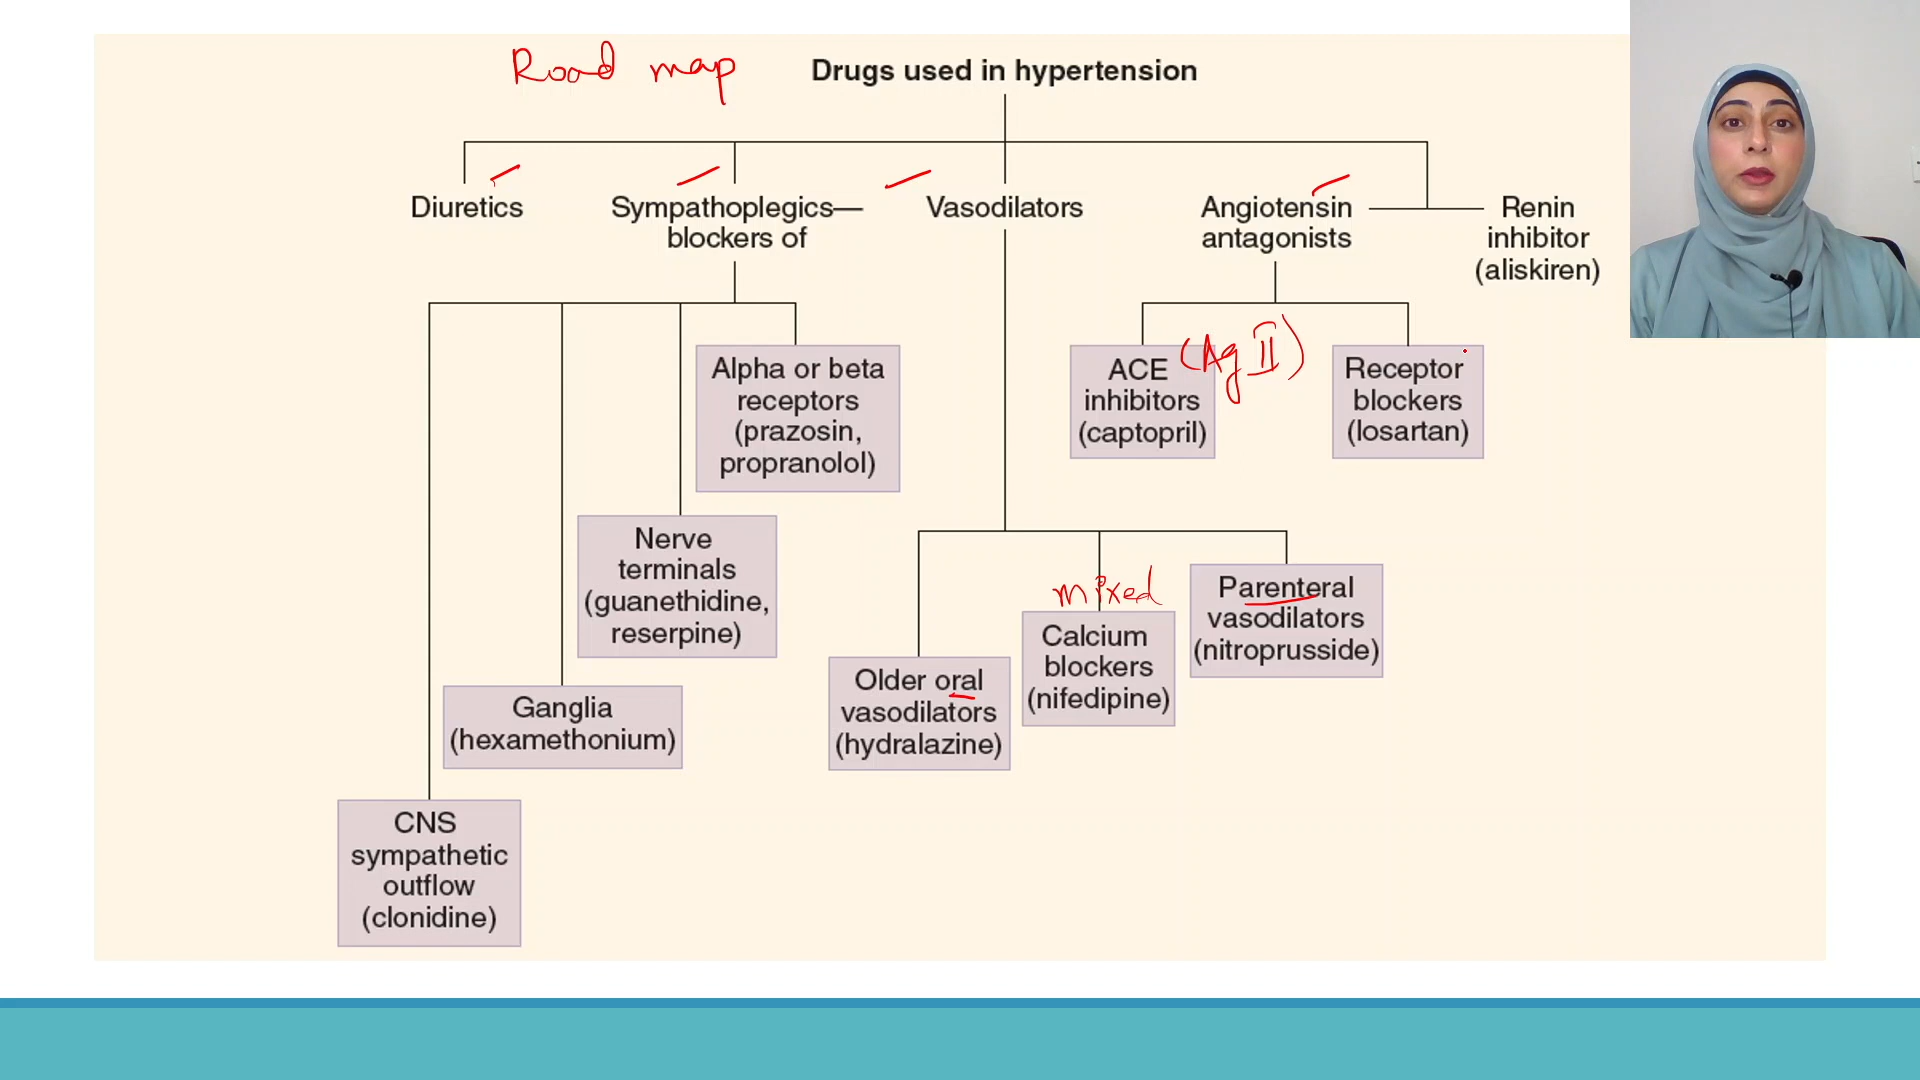 Road map
Drugs used in hypertension
Diuretics
Sympathoplegics—
blockers of
Vasodilators
Angiotensin
antagonists
Renin
inhibitor
(aliskiren)
Alpha or beta
receptors
(prazosin,
propranolol)
ACE
inhibitors
(captopril)
(Ag II)
Receptor
blockers
(losartan)
Nerve
terminals
(guanethidine,
reserpine)
mixed
Parenteral
vasodilators
(nitroprusside)
Calcium
blockers
(nifedipine)
Older oral
vasodilators
(hydralazine)
Ganglia
(hexamethonium)
CNS
sympathetic
outflow
(clonidine)